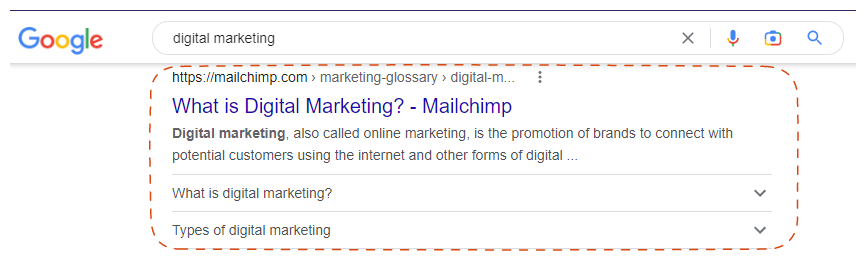 Google
digital marketing
https://mailchimp.com › marketing-glossary › digital-m...
What is Digital Marketing? - Mailchimp
Digital marketing, also called online marketing, is the promotion of brands to connect with
potential customers using the internet and other forms of digital ...
What is digital marketing?
Types of digital marketing